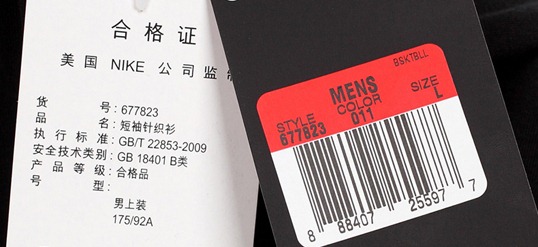 合格证
美国 NIKE 公司监制
货 号: 677823
品 名: 短袖针织衫
执 行 标 准: GB/T 22853-2009
安全技术类别: GB 18401 B类
产 品 等 级: 合格品
号 型:
男上装
175/92A
BSKTBLL
MENS
STYLE COLOR SIZE
677823 011 L
8 88407 25597 7